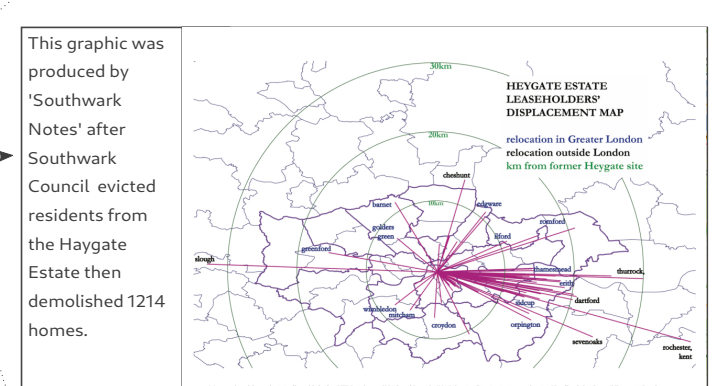 This graphic was
produced by
'Southwark
Notes' after
Southwark
Council evicted
residents from
the Haygate
Estate then
demolished 1214
homes.
30km
HEYGATE ESTATE
LEASEHOLDERS'
DISPLACEMENT MAP
20km
relocation in Greater London
relocation outside London
km from former Heygate site
cheshunt
barnet
10km
edgware
golders
green
romford
ilford
greenford
slough
thamesmead
thurrock,
erith
dartford
wimbledon
mitcham
sidcup
croydon
orpington
sevenoaks
rochester,
kent